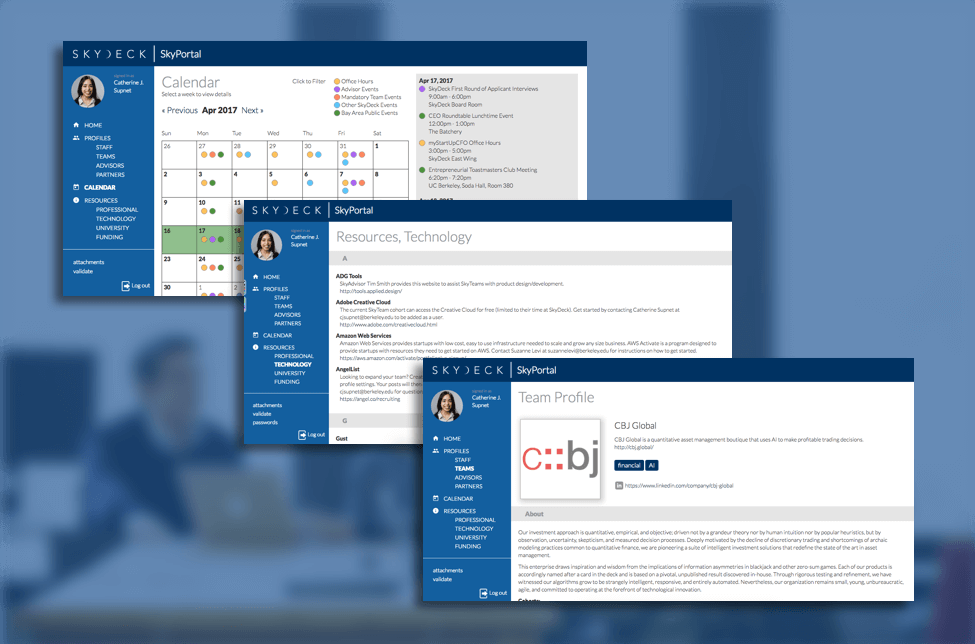 SKYDECK | SkyPortal
Catherine J.
Supnet
HOME
PROFILES
STAFF
TEAMS
ADVISORS
PARTNERS
CALENDAR
RESOURCES
PROFESSIONAL
TECHNOLOGY
UNIVERSITY
FUNDING
attachments
validate
Log out
Calendar
Select a week to view details
« Previous Apr 2017 Next »
Click to Filter
Office Hours
Advisor Events
Mandatory Team Events
Other SkyDeck Events
Bay Area Public Events
Sun Mon Tue Wed Thu Fri Sat
26 27 28 29 30 31 1
2 3 4 5 6 7 8
9 10 11
16 17 18
23 24 25
30 1 2
Apr 17, 2017
SkyDeck First Round of Applicant Interviews
9:00am - 6:00pm
SkyDeck Board Room
CEO Roundtable Lunchtime Event
12:00pm - 1:00pm
The Batchery
myStartUpCFO Office Hours
3:00pm - 5:00pm
SkyDeck East Wing
Entrepreneurial Toastmasters Club Meeting
6:20pm - 7:20pm
UC Berkeley, Soda Hall, Room 380
SKYDECK | SkyPortal
Catherine J.
Supnet
HOME
PROFILES
STAFF
TEAMS
ADVISORS
PARTNERS
CALENDAR
RESOURCES
PROFESSIONAL
TECHNOLOGY
UNIVERSITY
FUNDING
attachments
validate
passwords
Log out
Resources, Technology
A
ADG Tools
SkyAdvisor Tim Smith provides this website to assist SkyTeams with product design/development.
http://tools.applied.design/
Adobe Creative Cloud
The current SkyTeam cohort can access the Creative Cloud for free (limited to their time at SkyDeck). Get started by contacting Catherine Supnet at
cjsupnet@berkeley.edu to be added as a user.
http://www.adobe.com/creativecloud.html
Amazon Web Services
Amazon Web Services provides startups with low cost, easy to use infrastructure needed to scale and grow any size business. AWS Activate is a program designed to
provide startups with resources they need to get started on AWS. Contact Suzanne Levi at suzannelevi@berkeley.edu for instructions on how to get started.
https://aws.amazon.com/activate/
AngelList
Looking to expand your team?
profile settings. Your posts will then
cjsupnet@berkeley.edu for
https://angel.co/recruiting
G
Gust
SKYDECK | SkyPortal
Catherine J.
Supnet
HOME
PROFILES
STAFF
TEAMS
ADVISORS
PARTNERS
CALENDAR
RESOURCES
PROFESSIONAL
TECHNOLOGY
UNIVERSITY
FUNDING
attachments
validate
Log out
Team Profile
c::bj
CBJ Global
CBJ Global is a quantitative asset management boutique that uses AI to make profitable trading decisions.
http://cbj.global/
financial AI
in https://www.linkedin.com/company/cbj-global
About
Our investment approach is quantitative, empirical, and objective; driven not by a grandeur theory nor by human intuition nor by popular heuristics, but by
observation, uncertainty, skepticism, and measured decision processes. Deeply motivated by the decline of discretionary trading and shortcomings of archaic
modeling practices common to quantitative finance, we are pioneering a suite of intelligent investment solutions that redefine the state of the art in asset
management.
This enterprise draws inspiration and wisdom from the implications of information asymmetries in blackjack and other zero-sum games. Each of our products is
accordingly named after a card in the deck and is based on a pivotal, unpublished result discovered in-house. Through rigorous testing and refinement, we have
witnessed our algorithms grow to be strangely intelligent, responsive, and entirely automated. Nevertheless, our organization remains small, young, unbureaucratic,
agile, and committed to operating at the forefront of technological innovation.